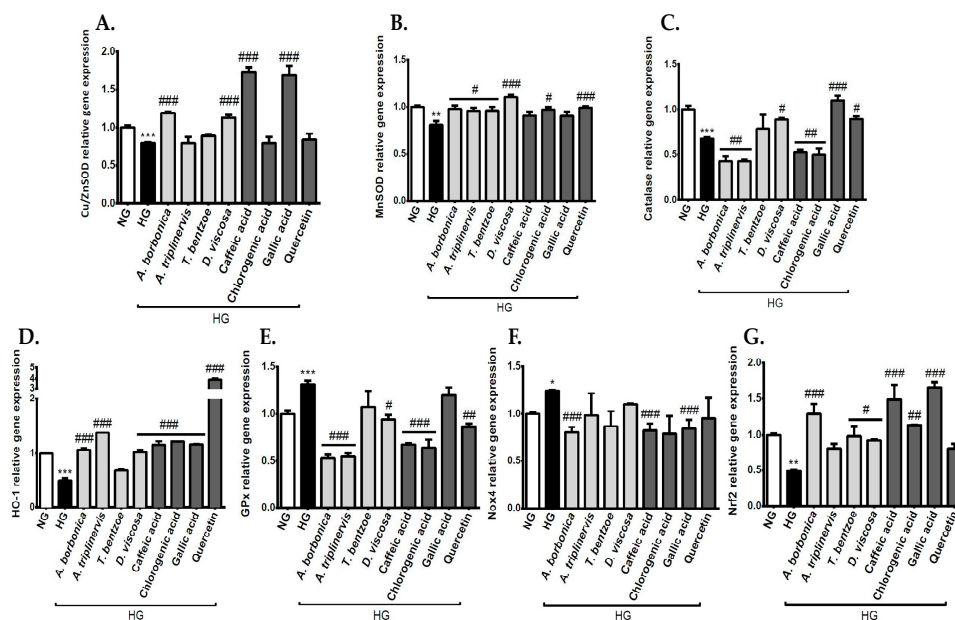 A.
Cu/ZnSOD relative gene expression
2.0
1.5
1.0
0.5
0.0
***
###
###
###
###
NG
HG
A. borbonica
A. triplinervis
T. bentzoe
D. viscosa
Caffeic acid
Chiorogenic acid
Gallic acid
Quercetin
HG
B.
MnSOD relative gene expression
1.5
1.0
0.5
0.0
**
#
###
#
###
NG
HG
A. borbonica
A. triplinervis
T. bentzoe
D. viscosa
Caffeic acid
Chlorogenic acid
Gallic acid
Quercetin
HG
C.
Catalase relative gene expression
1.5
1.0
0.5
0.0
***
##
#
##
###
#
NG
HG
A. borbonica
A. triplinervis
T. bentzoe
D. viscosa
Caffeic acid
Chlorogenic acid
Gallic acid
Quercetin
HG
D.
HO-1 relative gene expression
5
4
3
2
1
0
***
###
###
###
###
NG
HG
A. borbonica
A. triplinervis
T. bentzoe
D. viscosa
Caffeic acid
Chlorogenic acid
Gallic acid
Quercetin
HG
E.
GPx relative gene expression
1.5
1.0
0.5
0.0
***
###
#
###
##
NG
HG
A. borbonica
A. triplinervis
T. bentzoe
D. viscosa
Caffeic acid
Chlorogenic acid
Gallic acid
Quercetin
HG
F.
Nox4 relative gene expression
1.5
1.0
0.5
0.0
*
###
###
###
NG
HG
A. borbonica
A. triplinervis
T. bentzoe
D. viscosa
Caffeic acid
Chlorogenic acid
Gallic acid
Quercetin
HG
G.
Nrf2 relative gene expression
2.0
1.5
1.0
0.5
0.0
**
###
#
###
##
###
NG
HG
A. borbonica
A. triplinervis
T. bentzoe
D. viscosa
Caffeic acid
Chlorogenic acid
Gallic acid
Quercetin
HG